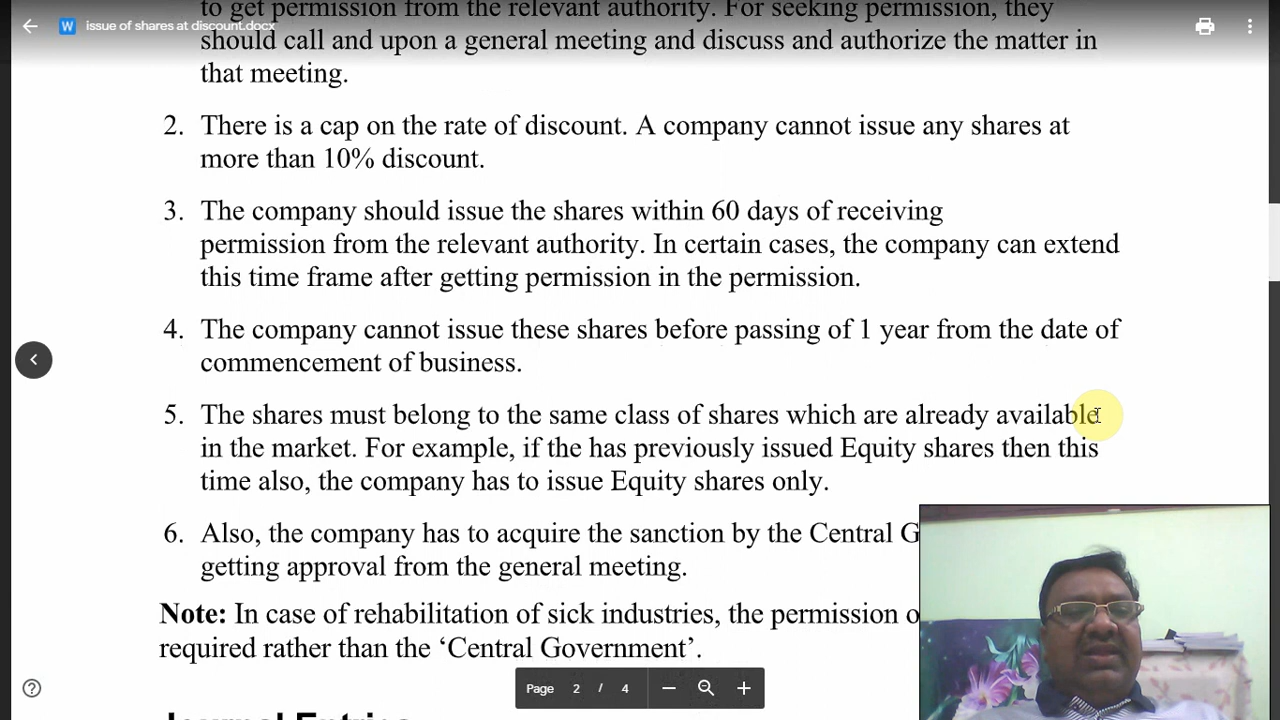 to get permission from the relevant authority. For seeking permission, they
issue of shares at discount.docx
should call and upon a general meeting and discuss and authorize the matter in
that meeting.
2. There is a cap on the rate of discount. A company cannot issue any shares at
more than 10% discount.
3. The company should issue the shares within 60 days of receiving
permission from the relevant authority. In certain cases, the company can extend
this time frame after getting permission in the permission.
4. The company cannot issue these shares before passing of 1 year from the date of
commencement of business.
5. The shares must belong to the same class of shares which are already available
in the market. For example, if the has previously issued Equity shares then this
time also, the company has to issue Equity shares only.
6. Also, the company has to acquire the sanction by the Central G
getting approval from the general meeting.
Note: In case of rehabilitation of sick industries, the permission o
required rather than the ‘Central Government’.
Page 2 / 4
Journal Entries